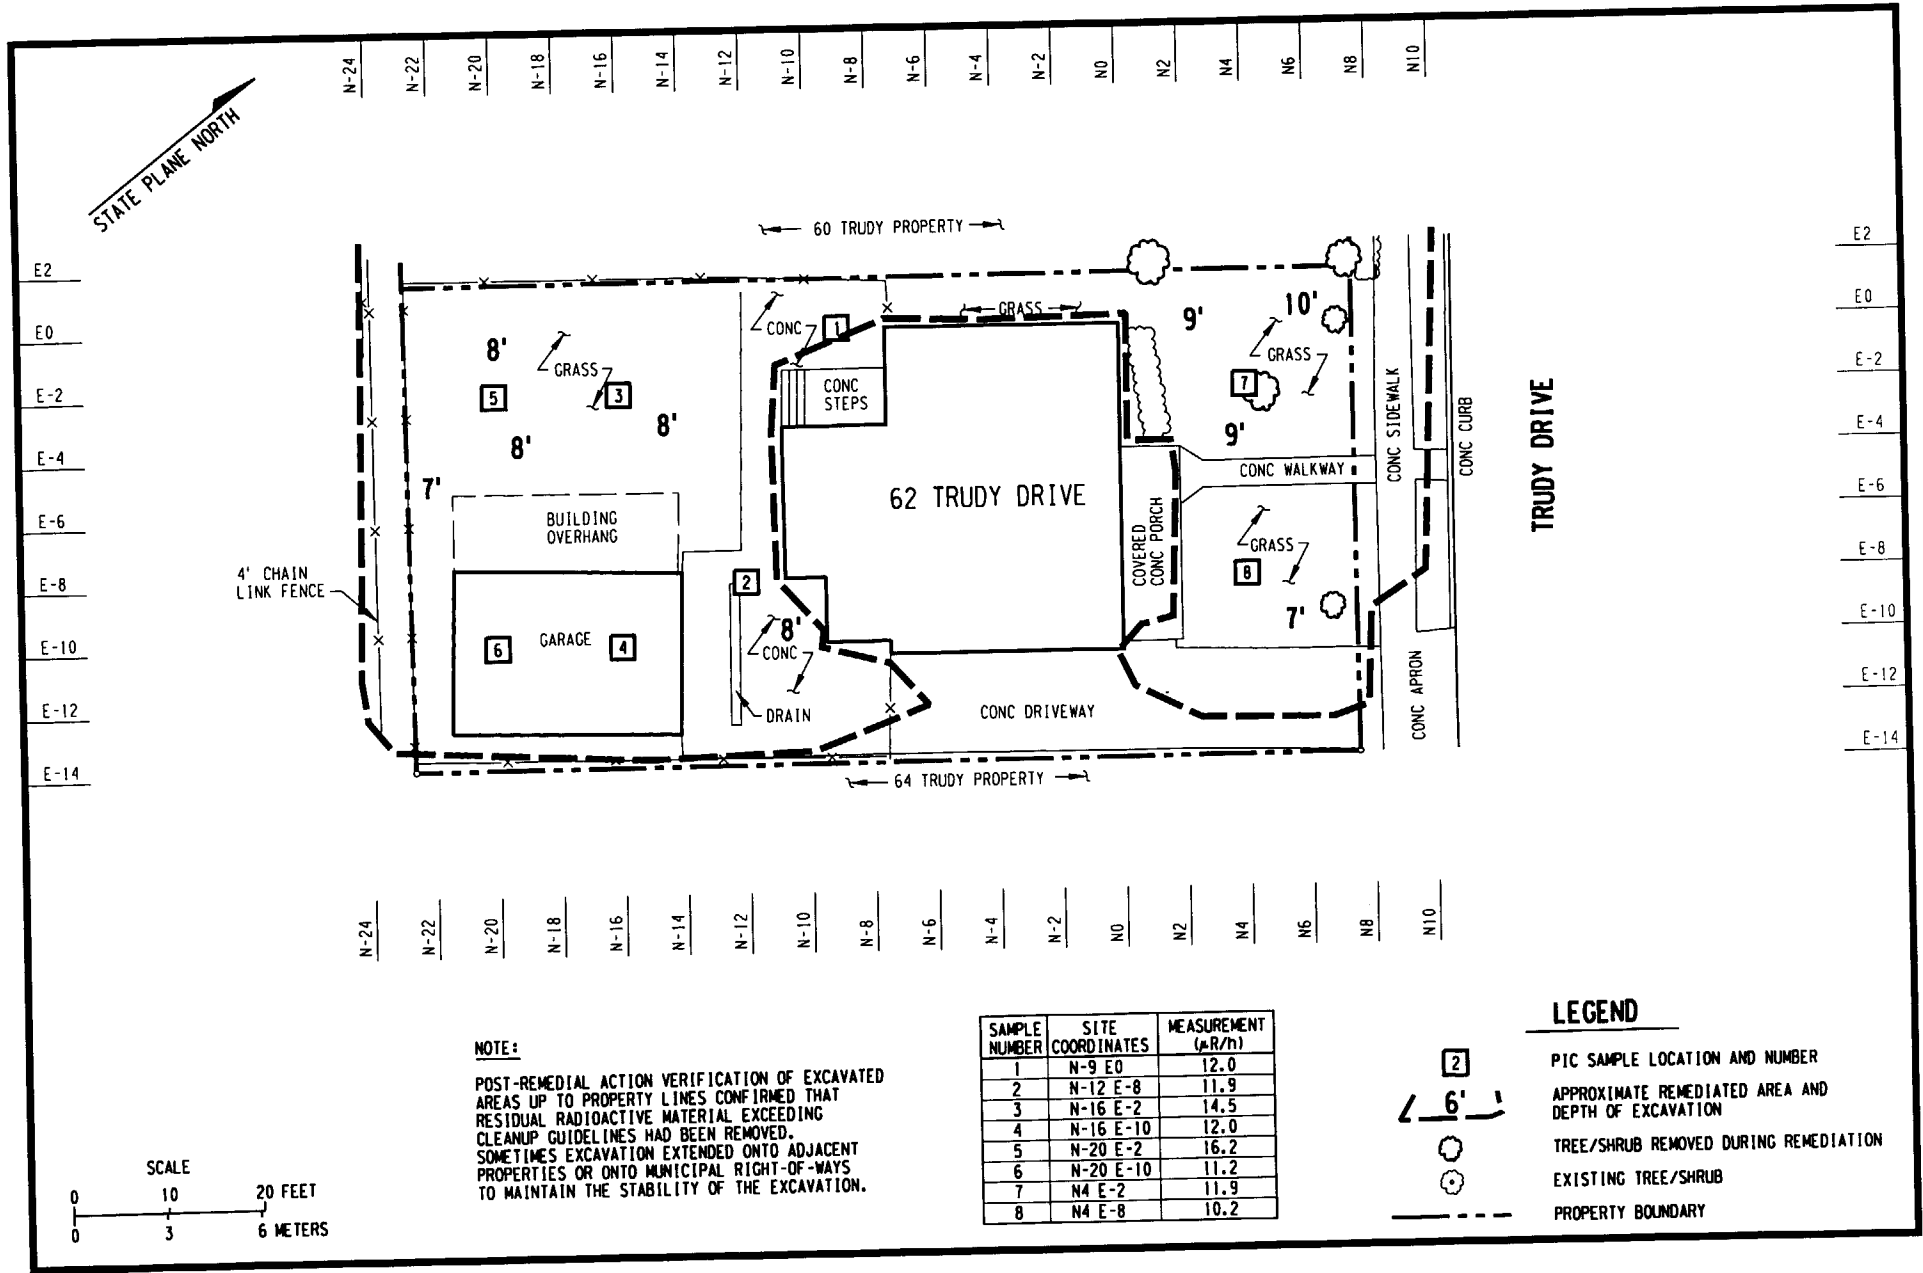 N-24 N-22 N-20 N-18 N-16 N-14 N-12 N-10 N-8 N-6 N-4 N-2 N0 N2 N4 N6 N8 N10
STATE PLANE NORTH
60 TRUDY PROPERTY
E2
E0
E-2
E-4
E-6
E-8
E-10
E-12
E-14
E2
E0
E-2
E-4
E-6
E-8
E-10
E-12
E-14
GRASS
10'
9'
CONC
1
8'
GRASS
GRASS
5
3
CONC
STEPS
7
8'
8'
9'
7'
CONC WALKWAY
CONC SIDEWALK
CONC CURB
TRUDY DRIVE
62 TRUDY DRIVE
BUILDING
OVERHANG
COVERED
CONC PORCH
GRASS
8
4' CHAIN
LINK FENCE
2
7'
8'
GARAGE
6
4
CONC
DRAIN
CONC DRIVEWAY
CONC APRON
64 TRUDY PROPERTY
N-24 N-22 N-20 N-18 N-16 N-14 N-12 N-10 N-8 N-6 N-4 N-2 N0 N2 N4 N6 N8 N10
NOTE:
POST-REMEDIAL ACTION VERIFICATION OF EXCAVATED
AREAS UP TO PROPERTY LINES CONFIRMED THAT
RESIDUAL RADIOACTIVE MATERIAL EXCEEDING
CLEANUP GUIDELINES HAD BEEN REMOVED.
SOMETIMES EXCAVATION EXTENDED ONTO ADJACENT
PROPERTIES OR ONTO MUNICIPAL RIGHT-OF-WAYS
TO MAINTAIN THE STABILITY OF THE EXCAVATION.
SCALE
0 10 20 FEET
0 3 6 METERS
SAMPLE NUMBER SITE COORDINATES MEASUREMENT (μR/h)
1 N-9 E0 12.0
2 N-12 E-8 11.9
3 N-16 E-2 14.5
4 N-16 E-10 12.0
5 N-20 E-2 16.2
6 N-20 E-10 11.2
7 N4 E-2 11.9
8 N4 E-8 10.2
LEGEND
2 PIC SAMPLE LOCATION AND NUMBER
6' APPROXIMATE REMEDIATED AREA AND
DEPTH OF EXCAVATION
TREE/SHRUB REMOVED DURING REMEDIATION
EXISTING TREE/SHRUB
PROPERTY BOUNDARY